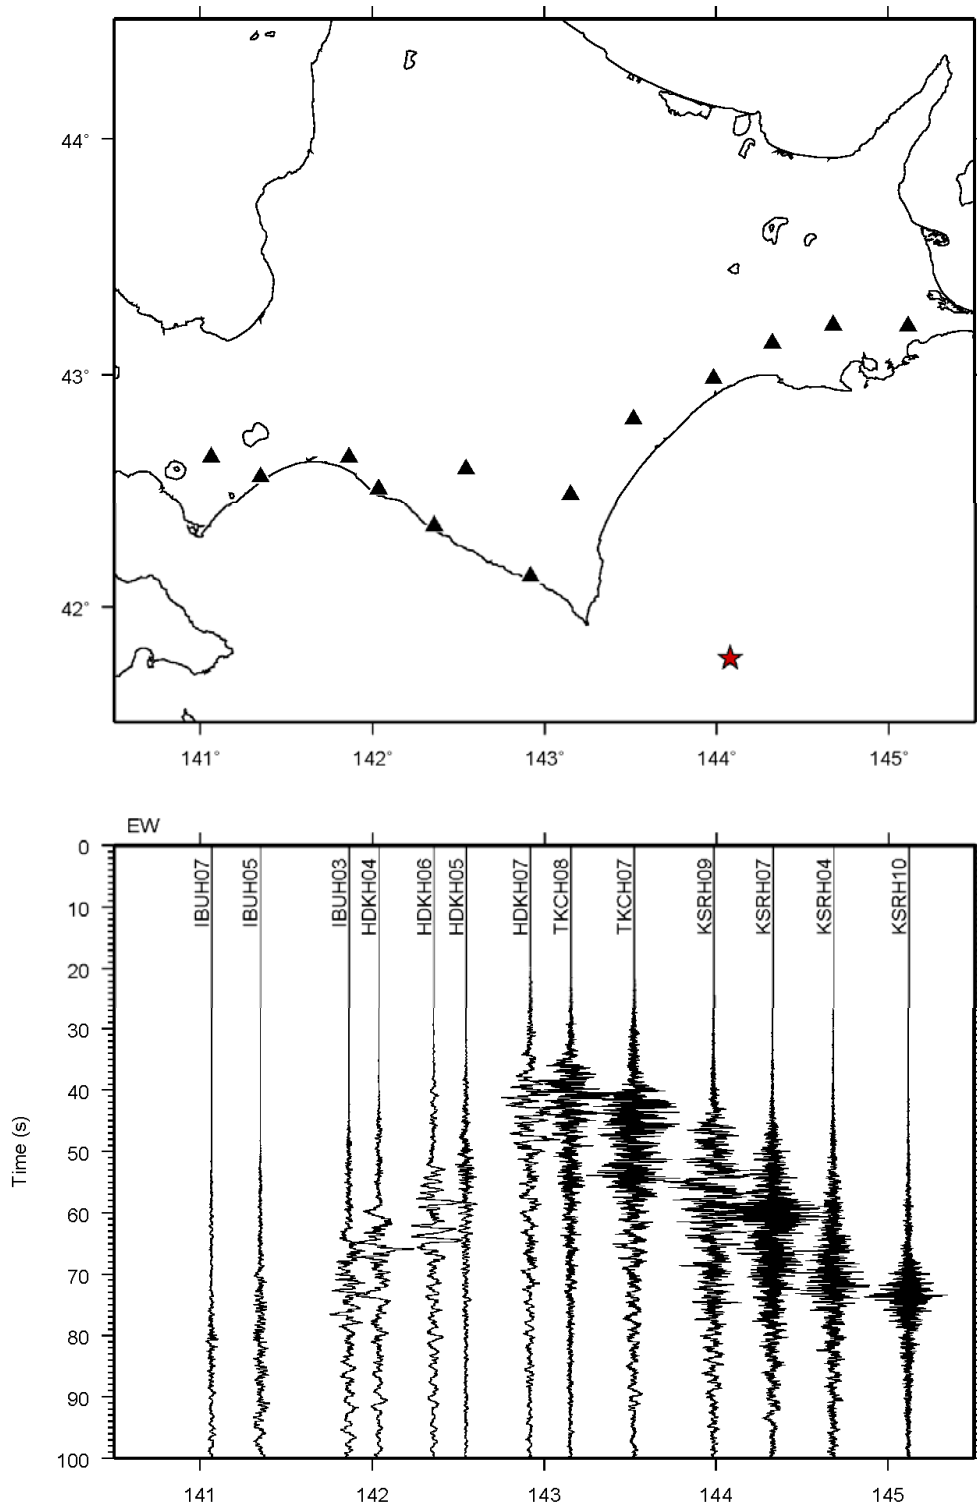 44°
43°
42°
141° 142° 143° 144° 145°
EW
IBUH07 IBUH05 IBUH03 HDKH04 HDKH06 HDKH05 HDKH07 TKCH08 TKCH07 KSRH09 KSRH07 KSRH04 KSRH10
0
10
20
30
40
50
60
70
80
90
100
Time (s)
141 142 143 144 145